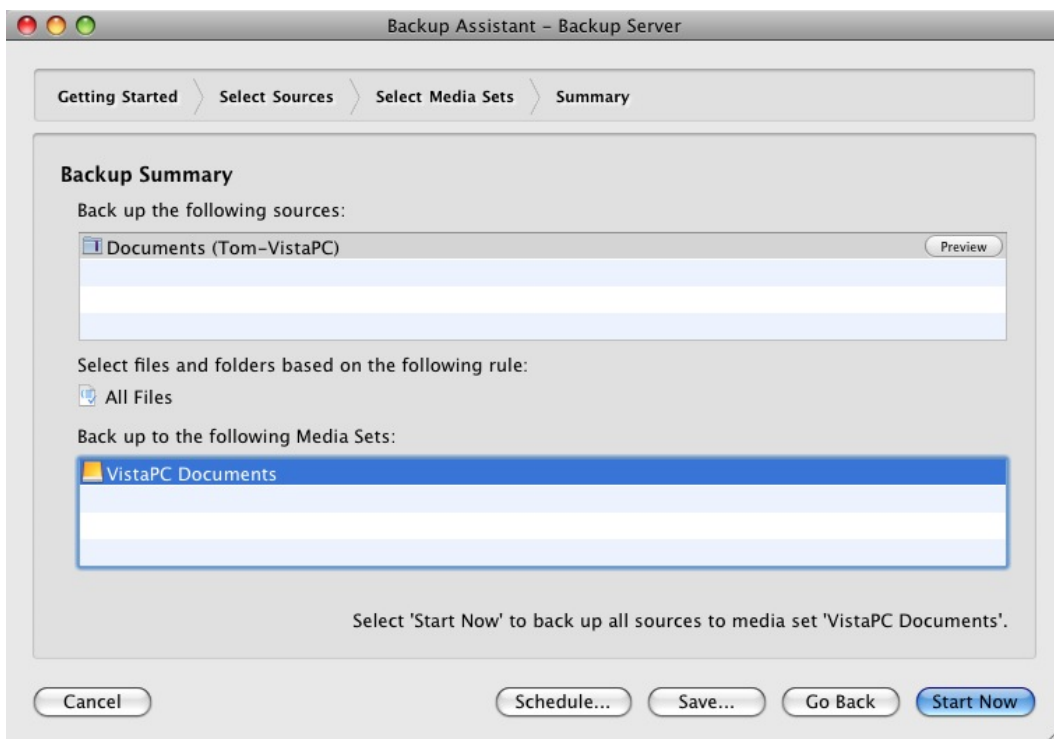 Backup Assistant – Backup Server
Getting Started Select Sources Select Media Sets Summary
Backup Summary
Back up the following sources:
Documents (Tom-VistaPC) Preview
Select files and folders based on the following rule:
All Files
Back up to the following Media Sets:
VistaPC Documents
Select 'Start Now' to back up all sources to media set 'VistaPC Documents'.
Cancel Schedule... Save... Go Back Start Now